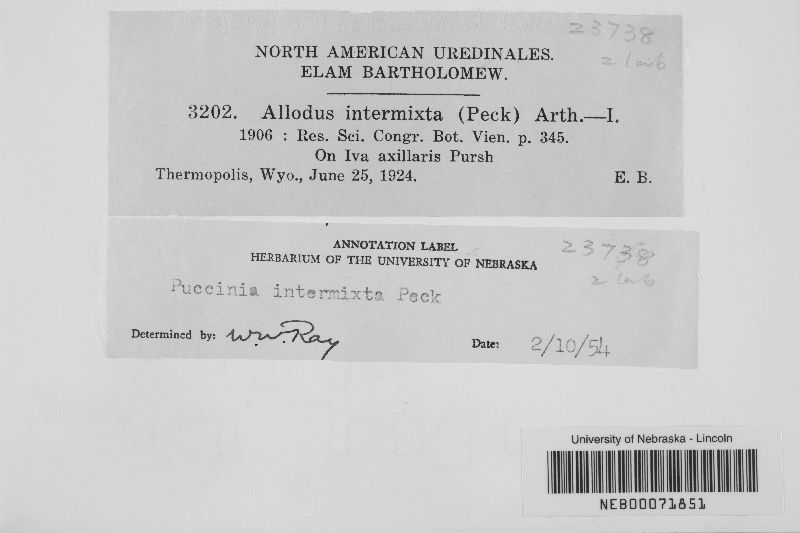 23738
2 lab
NORTH AMERICAN UREDINALES.
ELAM BARTHOLOMEW.
3202. Allodus intermixta (Peck) Arth.—I.
1906 : Res. Sci. Congr. Bot. Vien. p. 345.
On Iva axillaris Pursh
Thermopolis, Wyo., June 25, 1924. E. B.
ANNOTATION LABEL
HERBARIUM OF THE UNIVERSITY OF NEBRASKA
23738
2 lab
Puccinia intermixta Peck
Determined by: W.W. Ray Date: 2/10/54
University of Nebraska - Lincoln
NEB00071851